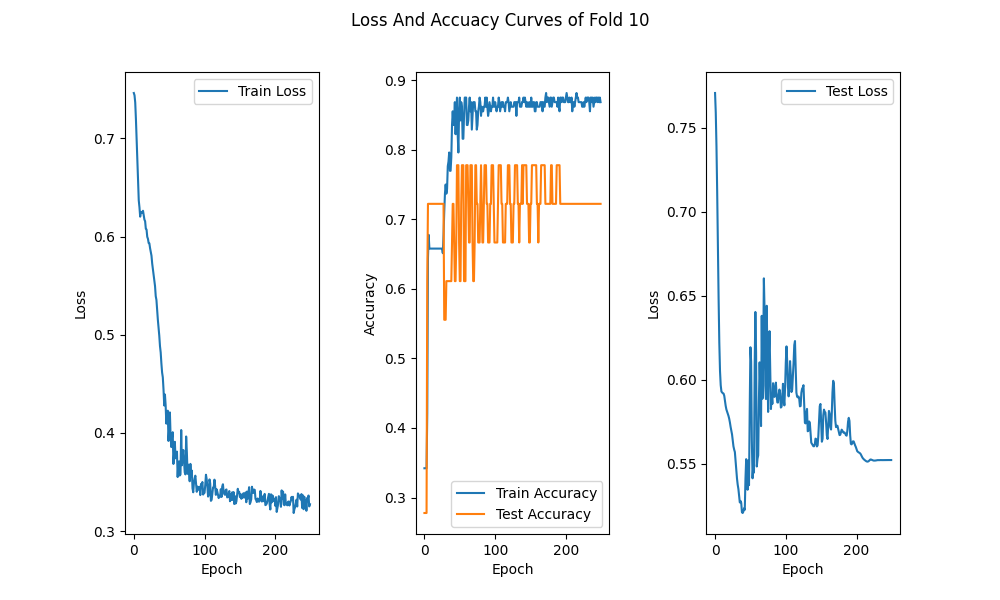 Loss And Accuacy Curves of Fold 10
Train Loss
0.7
0.6
0.5
0.4
0.3
0
100
200
Loss
Epoch
0.9
0.8
0.7
0.6
0.5
0.4
0.3
0
100
200
Accuracy
Train Accuracy
Test Accuracy
Epoch
Test Loss
0.75
0.70
0.65
0.60
0.55
0
100
200
Loss
Epoch